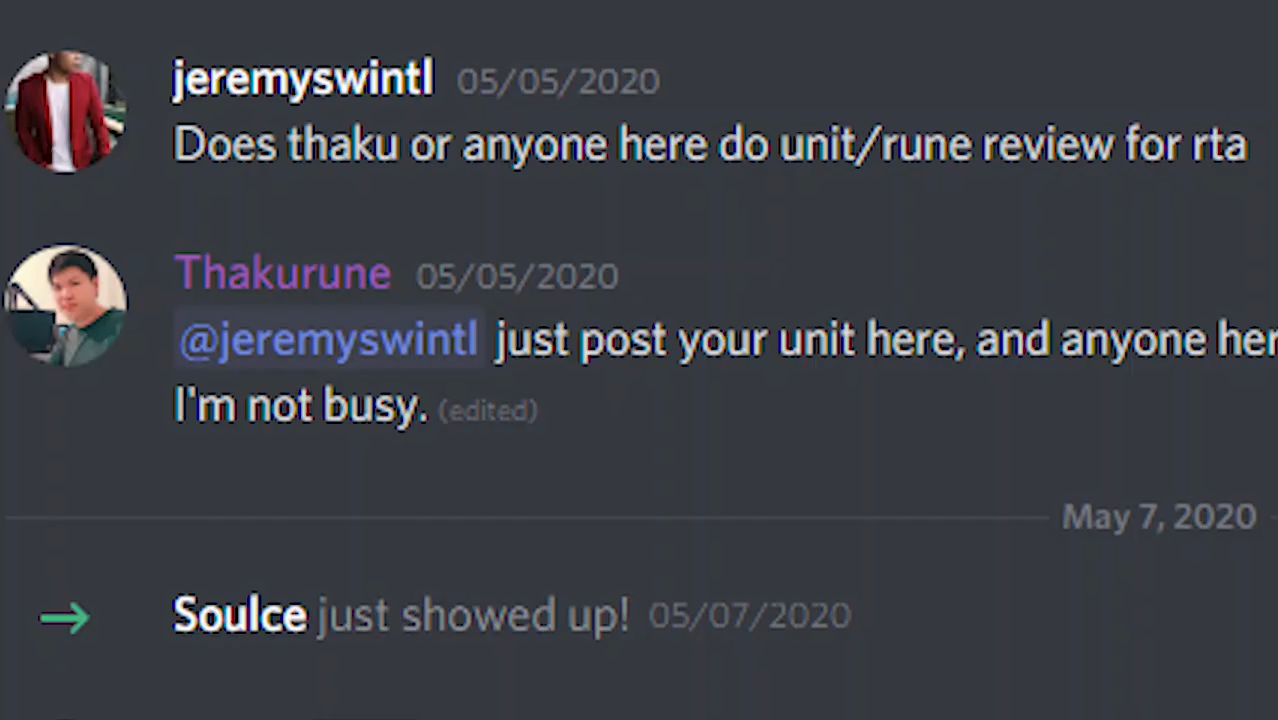 jeremyswintl 05/05/2020
Does thaku or anyone here do unit/rune review for rta
Thakurune 05/05/2020
@jeremyswintl just post your unit here, and anyone
I'm not busy. (edited)
May 7, 2020
Soulce just showed up! 05/07/2020